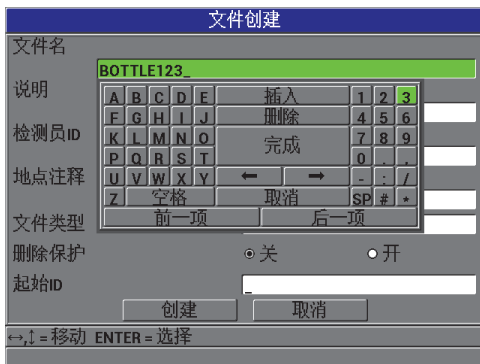 文件创建
文件名
BOTTLE123_
说明
A B C D E 插入 1 2 3
F G H I J 删除 4 5 6
检测员ID
K L M N O 完成 7 8 9
P Q R S T 0 . ,
地点注释
U V W X Y ← → - : /
Z 空格 取消 SP # *
前一项 后一项
文件类型
删除保护 关 开
起始ID _
创建 取消
↔,↕ = 移动 ENTER = 选择